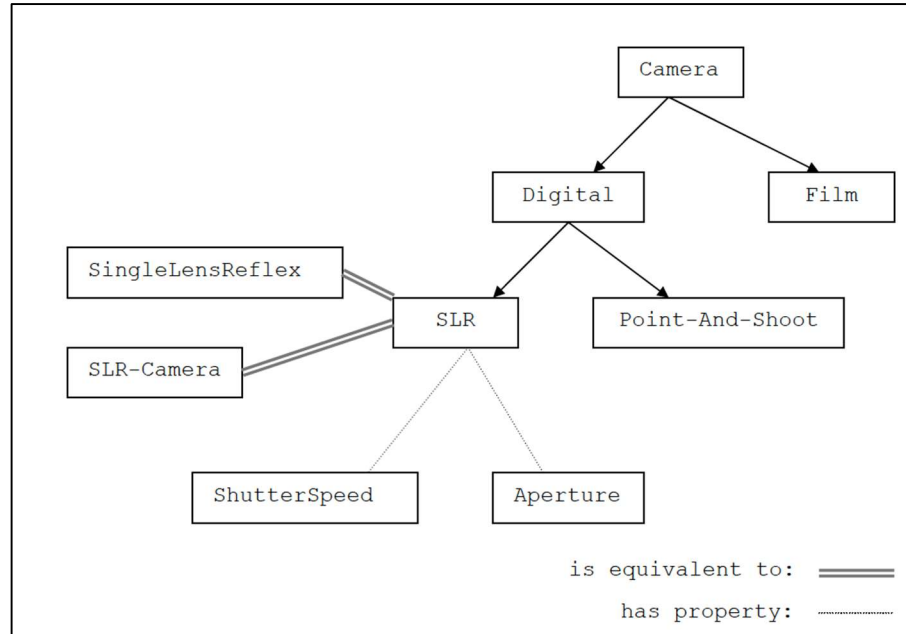 Camera
Digital
Film
SingleLensReflex
SLR
Point-And-Shoot
SLR-Camera
ShutterSpeed
Aperture
is equivalent to:
has property: